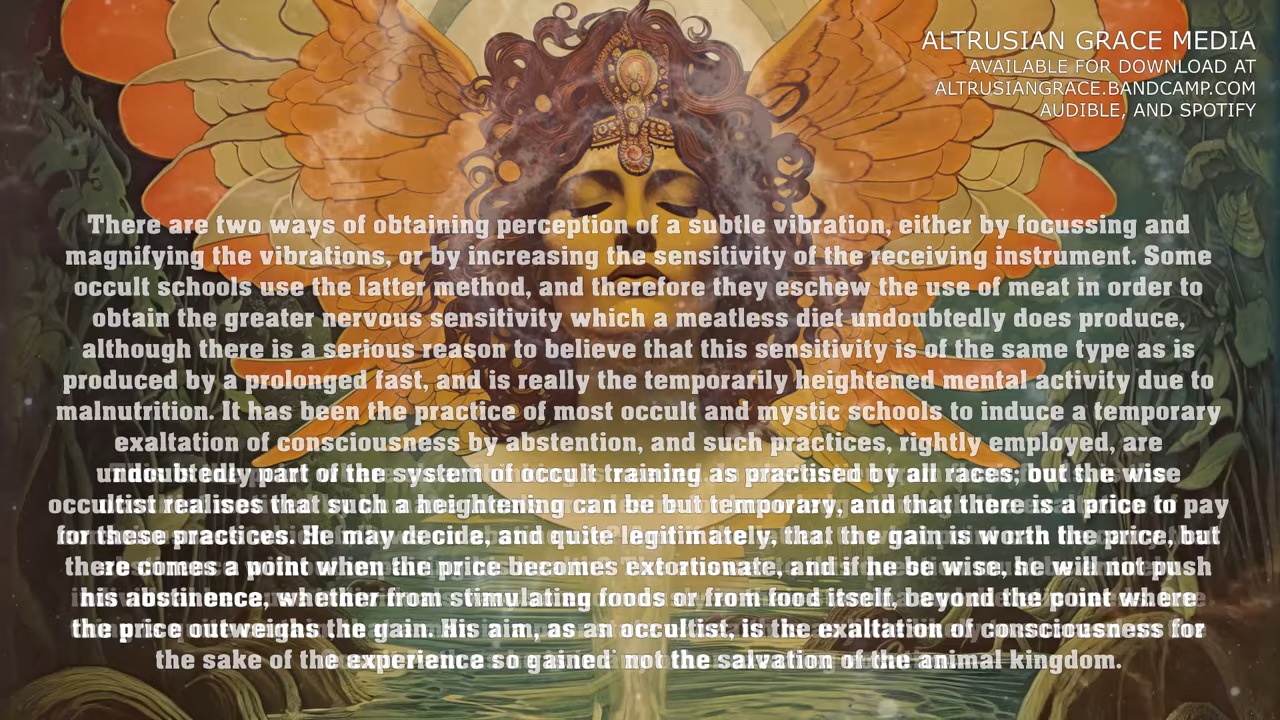 ALTRUSIAN GRACE MEDIA
AVAILABLE FOR DOWNLOAD AT
ALTRUSIANGRACE.BANDCAMP.COM
AUDIBLE, AND SPOTIFY
There are two ways of obtaining perception of a subtle vibration, either by focussing and
magnifying the vibrations, or by increasing the sensitivity of the receiving instrument. Some
occult schools use the latter method, and therefore they eschew the use of meat in order to
obtain the greater nervous sensitivity which a meatless diet undoubtedly does produce,
although there is a serious reason to believe that this sensitivity is of the same type as is
produced by a prolonged fast, and is really the temporarily heightened mental activity due to
malnutrition. It has been the practice of most occult and mystic schools to induce a temporary
exaltation of consciousness by abstention, and such practices, rightly employed, are
undoubtedly part of the system of occult training as practised by all races; but the wise
occultist realises that such a heightening can be but temporary, and that there is a price to pay
for these practices. He may decide, and quite legitimately, that the gain is worth the price, but
there comes a point when the price becomes extortionate, and if he be wise, he will not push
his abstinence, whether from stimulating foods or from food itself, beyond the point where
the price outweighs the gain. His aim, as an occultist, is the exaltation of consciousness for
the sake of the experience so gained' not the salvation of the animal kingdom.